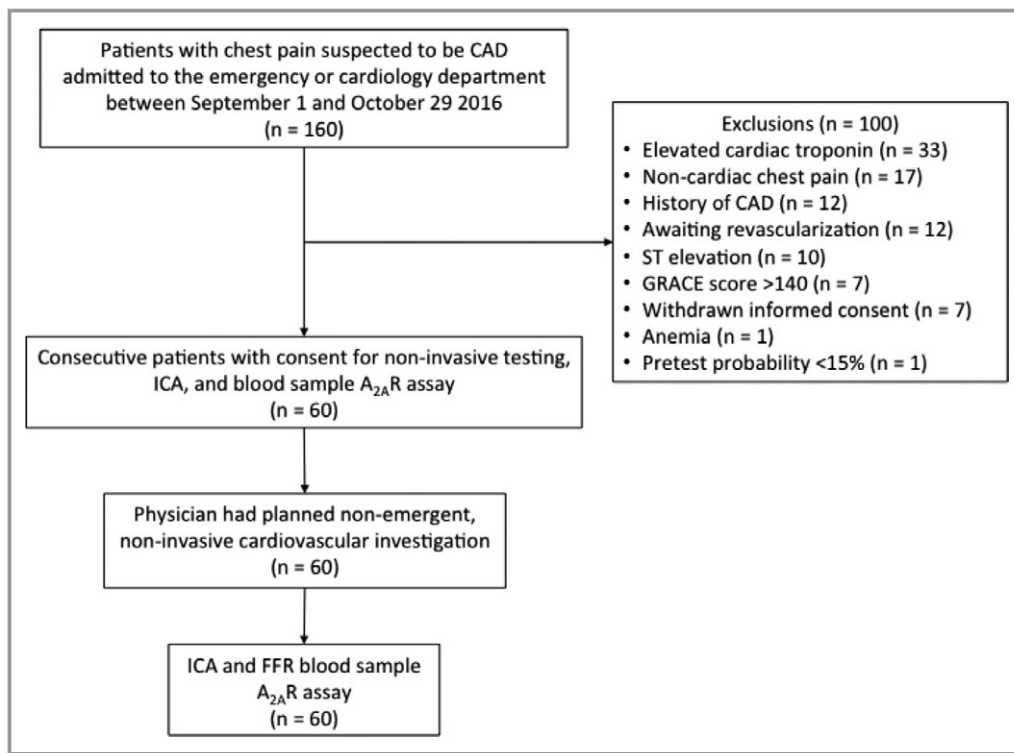 Patients with chest pain suspected to be CAD
admitted to the emergency or cardiology department
between September 1 and October 29 2016
(n = 160)
Exclusions (n = 100)
• Elevated cardiac troponin (n = 33)
• Non-cardiac chest pain (n = 17)
• History of CAD (n = 12)
• Awaiting revascularization (n = 12)
• ST elevation (n = 10)
• GRACE score >140 (n = 7)
• Withdrawn informed consent (n = 7)
• Anemia (n = 1)
• Pretest probability <15% (n = 1)
Consecutive patients with consent for non-invasive testing,
ICA, and blood sample A₂ₐR assay
(n = 60)
Physician had planned non-emergent,
non-invasive cardiovascular investigation
(n = 60)
ICA and FFR blood sample
A₂ₐR assay
(n = 60)